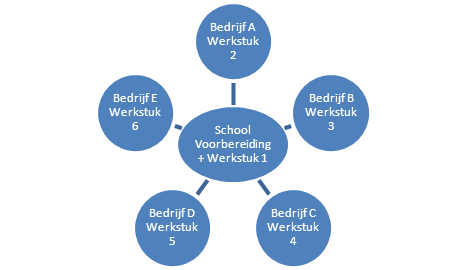 Bedrijf A
Werkstuk
2
Bedrijf E
Werkstuk
6
Bedrijf B
Werkstuk
3
School
Voorbereiding
+ Werkstuk 1
Bedrijf D
Werkstuk
5
Bedrijf C
Werkstuk
4